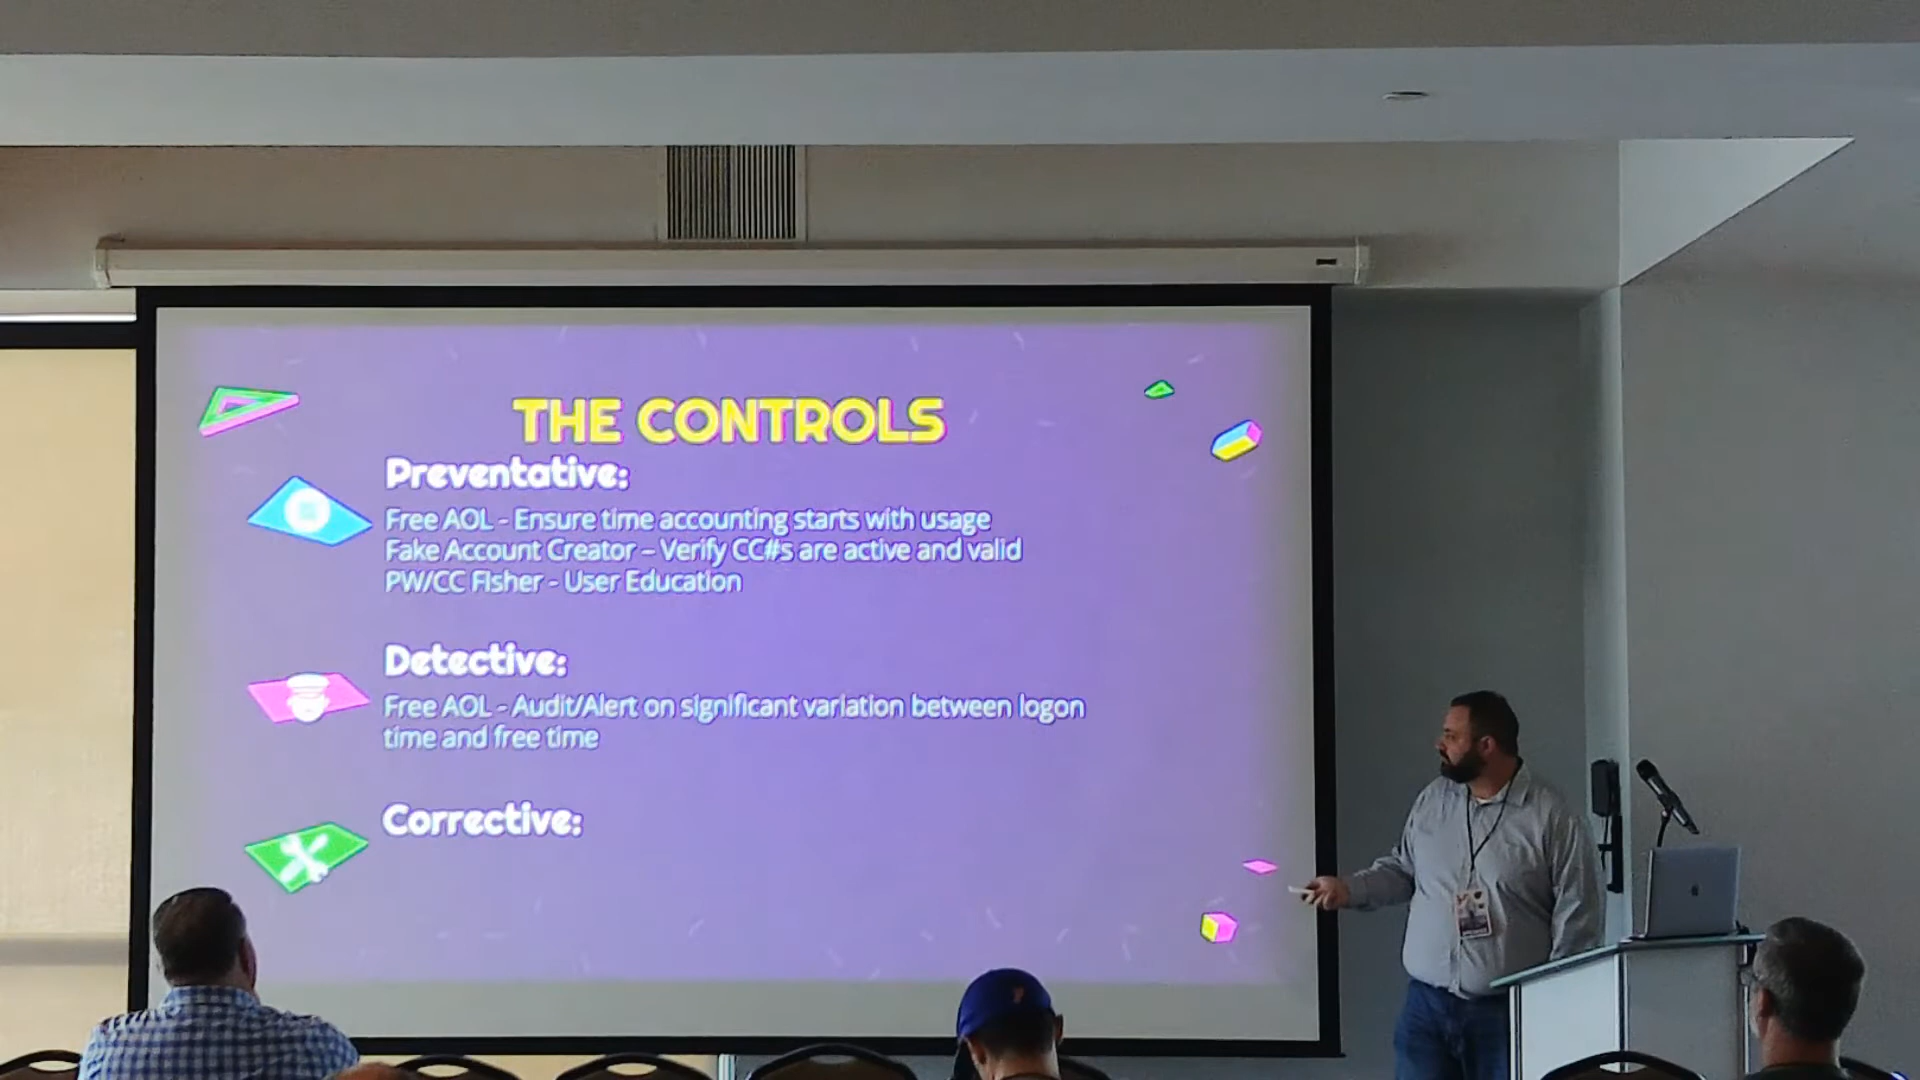 THE CONTROLS
Preventative:
Free AOL - Ensure time accounting starts with usage
Fake Account Creator – Verify CC#s are active and valid
PW/CC Fisher - User Education
Detective:
Free AOL - Audit/Alert on significant variation between logon
time and free time
Corrective: